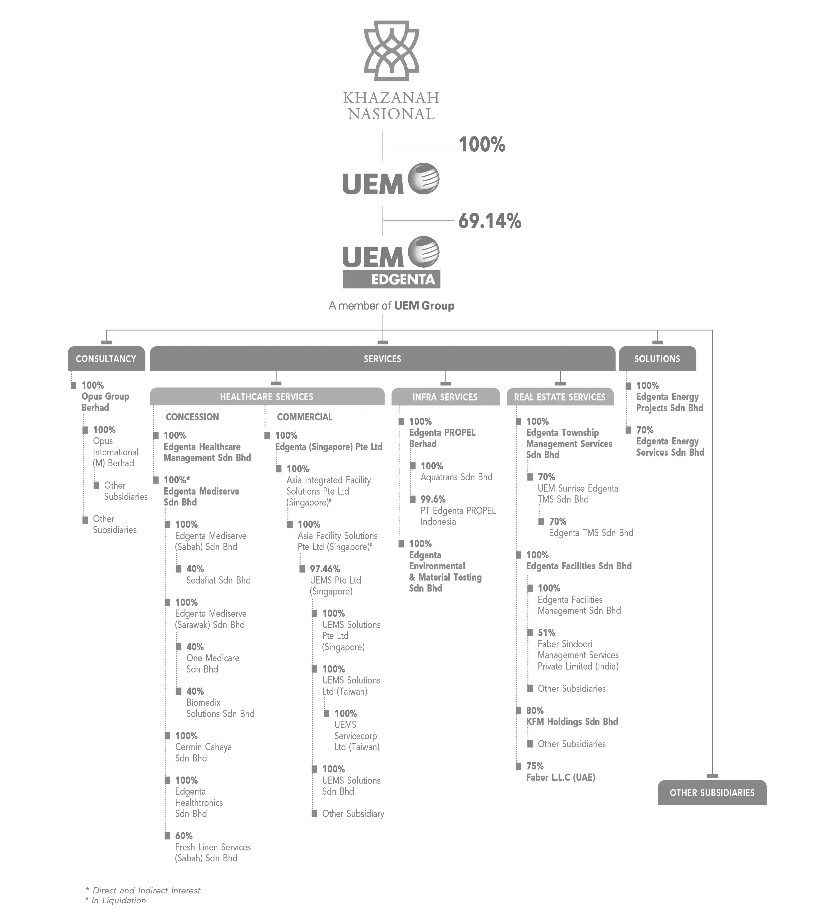 KHAZANAH
NASIONAL
100%
UEM
69.14%
UEM
EDGENTA
A member of UEM Group
CONSULTANCY
100%
Opus Group
Berhad
100%
Opus
International
(M) Berhad
Other
Subsidiaries
Other
Subsidiaries
SERVICES
HEALTHCARE SERVICES
CONCESSION
100%
Edgenta Healthcare
Management Sdn Bhd
100%*
Edgenta Mediserve
Sdn Bhd
100%
Edgenta Mediserve
(Sabah) Sdn Bhd
40%
Sedafiat Sdn Bhd
100%
Edgenta Mediserve
(Sarawak) Sdn Bhd
40%
One Medicare
Sdn Bhd
40%
Biomedix
Solutions Sdn Bhd
100%
Cermin Cahaya
Sdn Bhd
100%
Edgenta
Healthtronics
Sdn Bhd
60%
Fresh Linen Services
(Sabah) Sdn Bhd
COMMERCIAL
100%
Edgenta (Singapore) Pte Ltd
100%
Asia Integrated Facility
Solutions Pte Ltd
(Singapore)#
100%
Asia Facility Solutions
Pte Ltd (Singapore)#
97.46%
UEMS Pte Ltd
(Singapore)
100%
UEMS Solutions
Pte Ltd
(Singapore)
100%
UEMS Solutions
Ltd (Taiwan)
100%
UEMS
Servicecorp
Ltd (Taiwan)
100%
UEMS Solutions
Sdn Bhd
Other Subsidiary
INFRA SERVICES
100%
Edgenta PROPEL
Berhad
100%
Aquatrans Sdn Bhd
99.6%
PT Edgenta PROPEL
Indonesia
100%
Edgenta
Environmental
& Material Testing
Sdn Bhd
REAL ESTATE SERVICES
100%
Edgenta Township
Management Services
Sdn Bhd
70%
UEM Sunrise Edgenta
TMS Sdn Bhd
70%
Edgenta TMS Sdn Bhd
100%
Edgenta Facilities Sdn Bhd
100%
Edgenta Facilities
Management Sdn Bhd
51%
Faber Sindoori
Management Services
Private Limited (India)
Other Subsidiaries
80%
KFM Holdings Sdn Bhd
Other Subsidiaries
75%
Faber L.L.C (UAE)
SOLUTIONS
100%
Edgenta Energy
Projects Sdn Bhd
70%
Edgenta Energy
Services Sdn Bhd
OTHER SUBSIDIARIES
* Direct and Indirect Interest
# In Liquidation